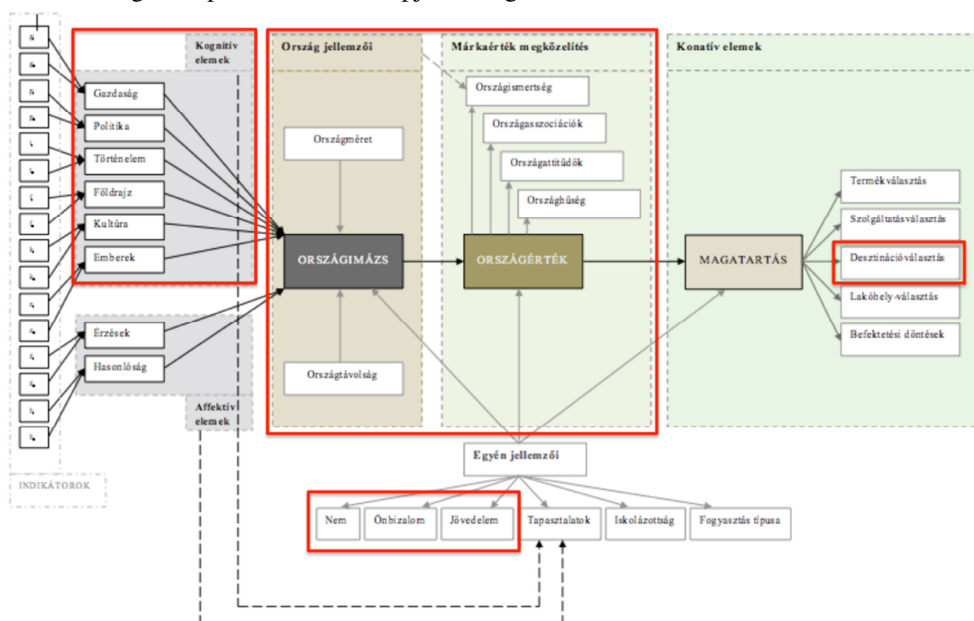 Kognitív
elemek
Ország jellemzői
Márkaérték megközelítés
Konatív elemek
Gazdaság
Politika
Történelem
Földrajz
Kultúra
Emberek
Érzések
Hasonlóság
Affektív
elemek
INDIKÁTOROK
Országméret
ORSZÁGIMÁZS
Országtávolság
Országismertség
Országasszociációk
Országattitűdök
Országhűség
ORSZÁGÉRTÉK
MAGATARTÁS
Termékválasztás
Szolgáltatásválasztás
Desztinációválasztás
Lakóhely-választás
Befektetési döntések
Egyén jellemzői
Nem
Önbizalom
Jövedelem
Tapasztalatok
Iskolázottság
Fogyasztás típusa